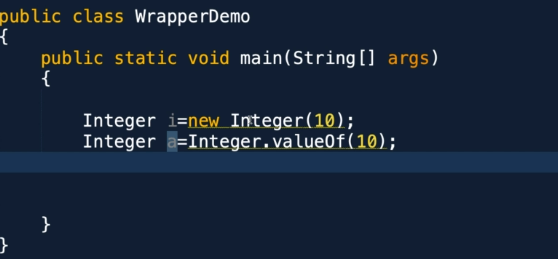 public class WrapperDemo
{
public static void main(String[] args)
{
Integer i=new Integer(10);
Integer a=Integer.valueOf(10);
}
}